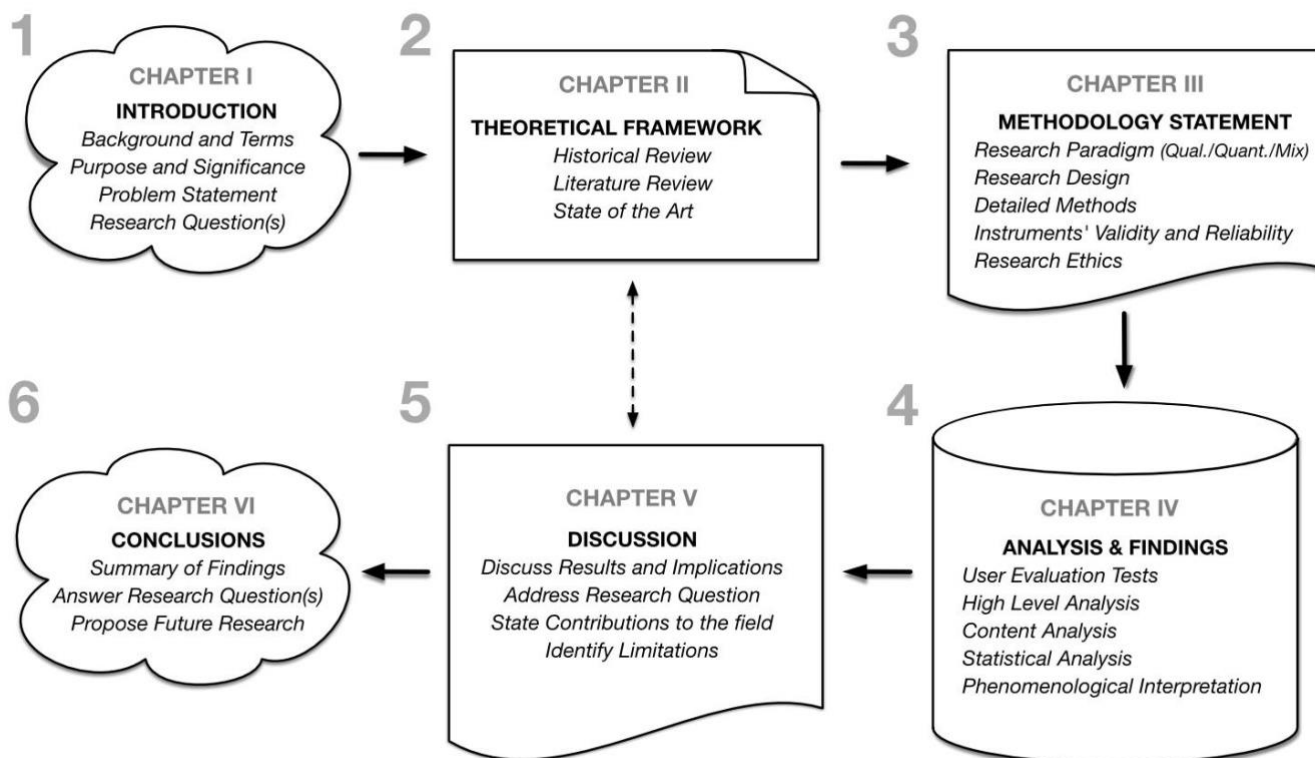 1
CHAPTER I
INTRODUCTION
Background and Terms
Purpose and Significance
Problem Statement
Research Question(s)
2
CHAPTER II
THEORETICAL FRAMEWORK
Historical Review
Literature Review
State of the Art
3
CHAPTER III
METHODOLOGY STATEMENT
Research Paradigm (Qual./Quant./Mix)
Research Design
Detailed Methods
Instruments' Validity and Reliability
Research Ethics
4
CHAPTER IV
ANALYSIS & FINDINGS
User Evaluation Tests
High Level Analysis
Content Analysis
Statistical Analysis
Phenomenological Interpretation
5
CHAPTER V
DISCUSSION
Discuss Results and Implications
Address Research Question
State Contributions to the field
Identify Limitations
6
CHAPTER VI
CONCLUSIONS
Summary of Findings
Answer Research Question(s)
Propose Future Research